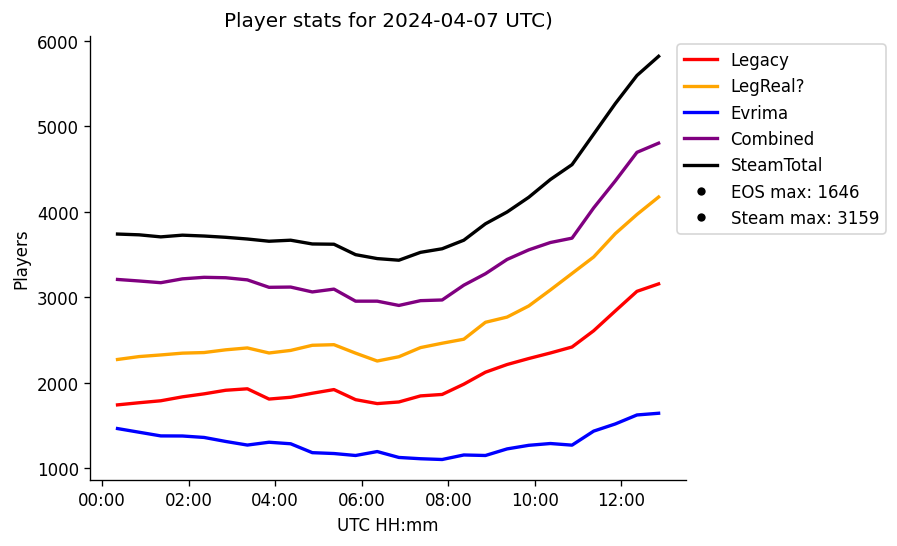 Player stats for 2024-04-07 UTC)
6000
5000
4000
3000
2000
1000
Players
00:00 02:00 04:00 06:00 08:00 10:00 12:00
UTC HH:mm
Legacy
LegReal?
Evrima
Combined
SteamTotal
EOS max: 1646
Steam max: 3159